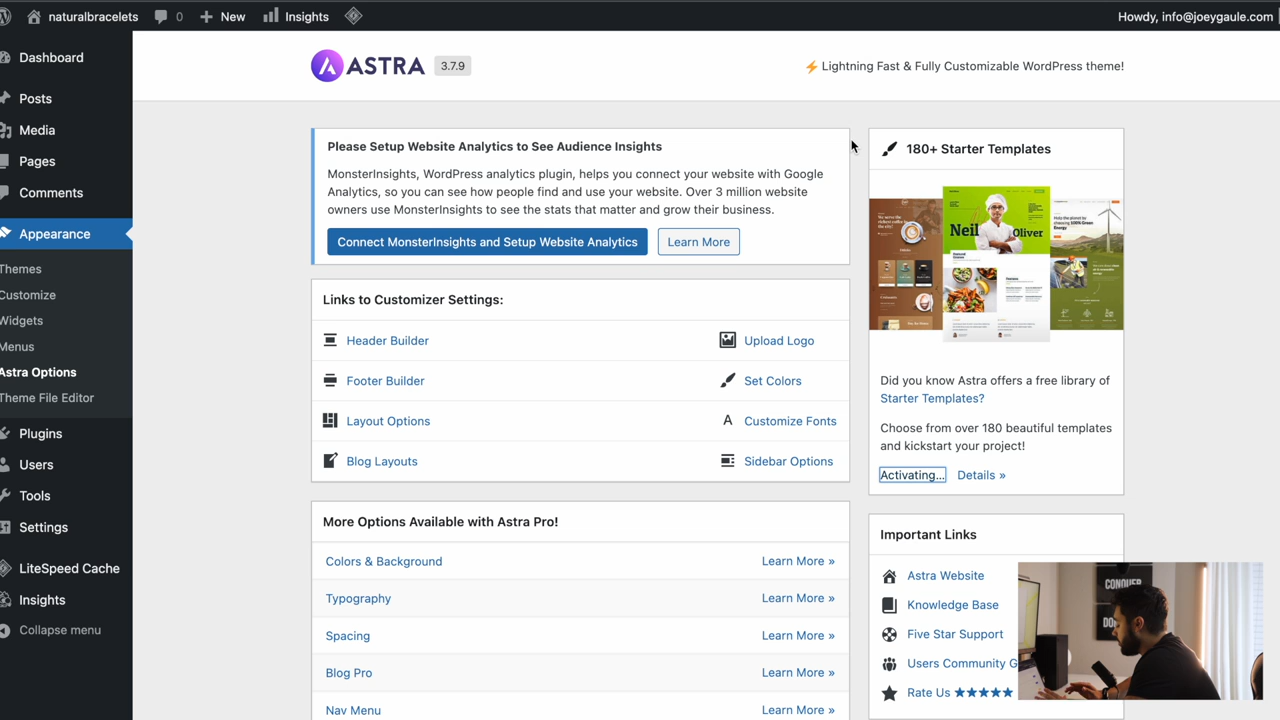 naturalbracelets
0
New
Insights
Howdy, info@joeygaule.com
Dashboard
Posts
Media
Pages
Comments
Appearance
Themes
Customize
Widgets
Menus
Astra Options
Theme File Editor
Plugins
Users
Tools
Settings
LiteSpeed Cache
Insights
Collapse menu
ASTRA
3.7.9
⚡ Lightning Fast & Fully Customizable WordPress theme!
Please Setup Website Analytics to See Audience Insights
MonsterInsights, WordPress analytics plugin, helps you connect your website with Google
Analytics, so you can see how people find and use your website. Over 3 million website
owners use MonsterInsights to see the stats that matter and grow their business.
Connect MonsterInsights and Setup Website Analytics
Learn More
Links to Customizer Settings:
Header Builder
Upload Logo
Footer Builder
Set Colors
Layout Options
Customize Fonts
Blog Layouts
Sidebar Options
More Options Available with Astra Pro!
Colors & Background
Learn More »
Typography
Learn More »
Spacing
Learn More »
Blog Pro
Learn More »
Nav Menu
Learn More »
180+ Starter Templates
Neil
Oliver
Did you know Astra offers a free library of
Starter Templates?
Choose from over 180 beautiful templates
and kickstart your project!
Activating...
Details »
Important Links
Astra Website
Knowledge Base
Five Star Support
Users Community G
Rate Us ★★★★★
CONQUER